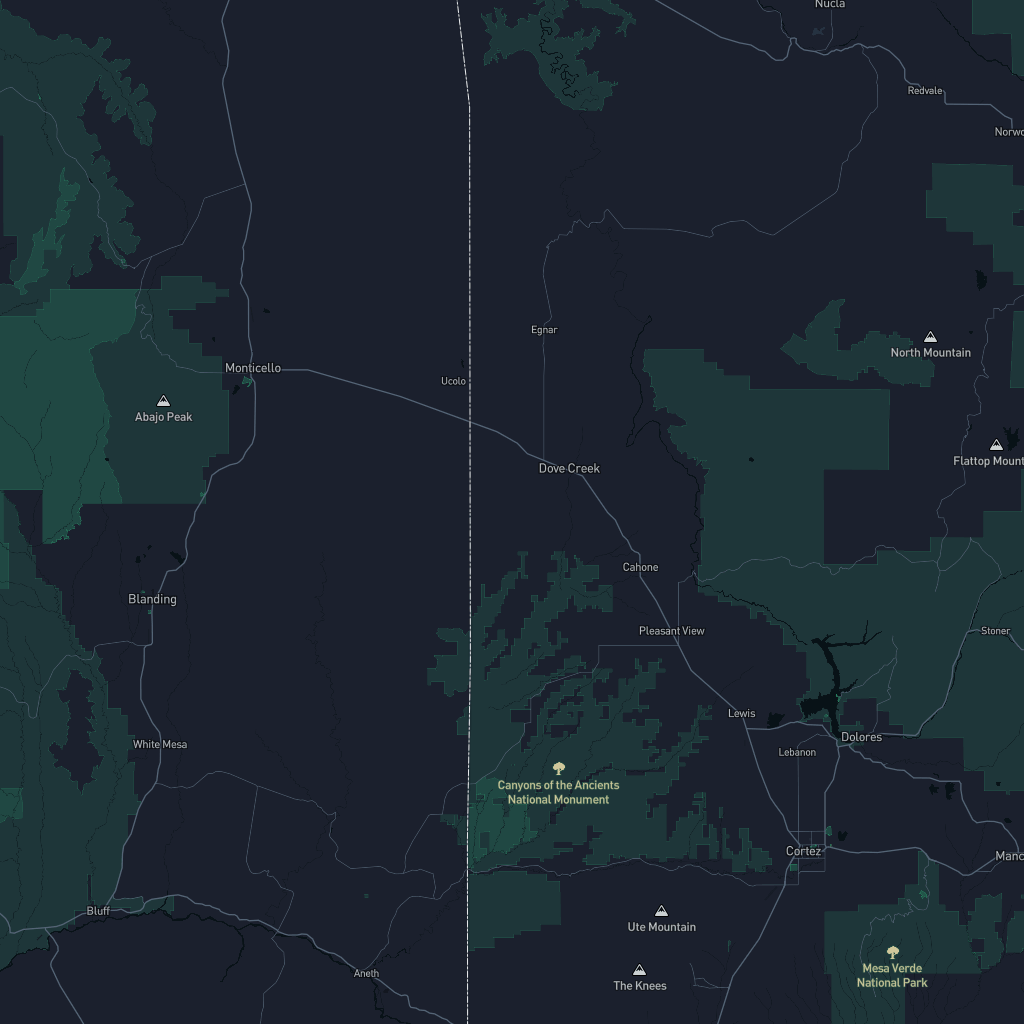 Nucla
Redvale
Norwo
Egnar
North Mountain
Monticello
Ucolo
Abajo Peak
Flattop Mount
Dove Creek
Cahone
Blanding
Pleasant View
Stoner
Lewis
White Mesa
Dolores
Lebanon
Canyons of the Ancients
National Monument
Cortez
Manc
Bluff
Ute Mountain
Aneth
The Knees
Mesa Verde
National Park